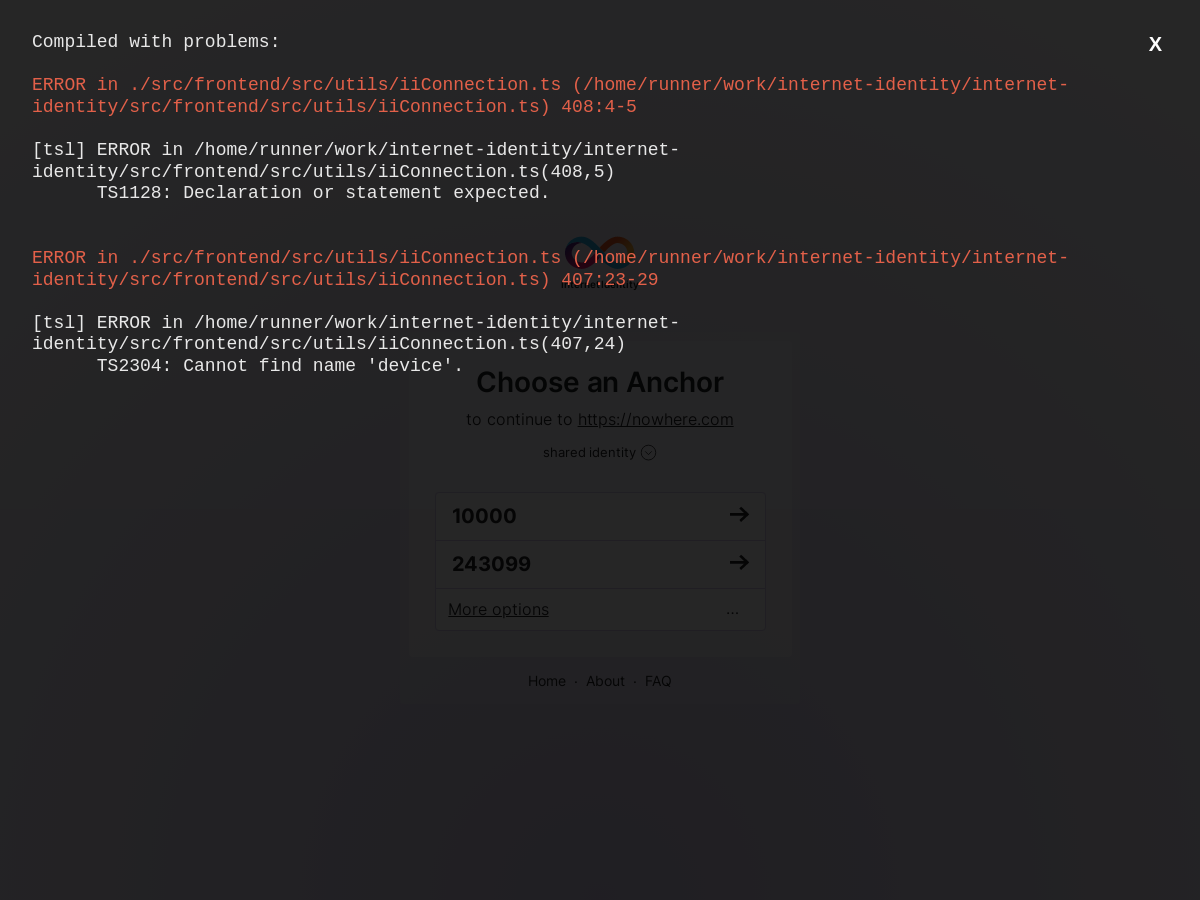 Compiled with problems:
X
ERROR in ./src/frontend/src/utils/iiConnection.ts (/home/runner/work/internet-identity/internet-
identity/src/frontend/src/utils/iiConnection.ts) 408:4-5
[tsl] ERROR in /home/runner/work/internet-identity/internet-
identity/src/frontend/src/utils/iiConnection.ts(408,5)
TS1128: Declaration or statement expected.
ERROR in ./src/frontend/src/utils/iiConnection.ts (/home/runner/work/internet-identity/internet-
identity/src/frontend/src/utils/iiConnection.ts) 407:23-29
[tsl] ERROR in /home/runner/work/internet-identity/internet-
identity/src/frontend/src/utils/iiConnection.ts(407,24)
TS2304: Cannot find name 'device'.
Choose an Anchor
to continue to https://nowhere.com
shared identity
10000
243099
More options ...
Home · About · FAQ